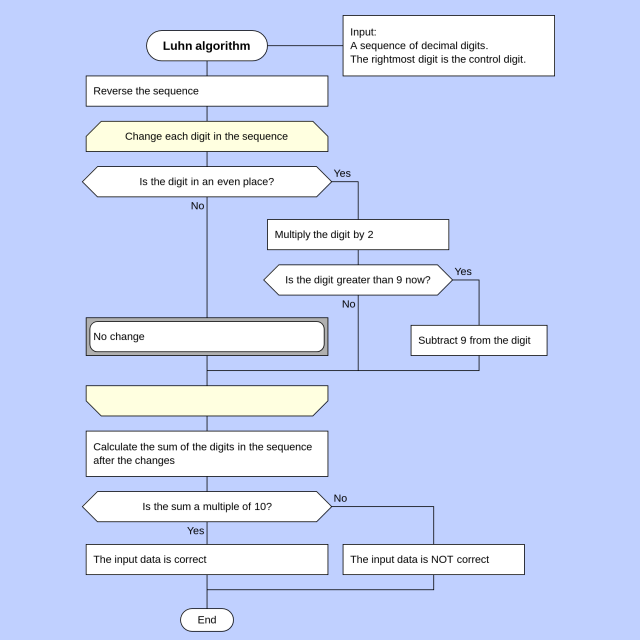 Luhn algorithm
Input:
A sequence of decimal digits.
The rightmost digit is the control digit.
Reverse the sequence
Change each digit in the sequence
Is the digit in an even place?
Yes
No
Multiply the digit by 2
Is the digit greater than 9 now?
Yes
No
No change
Subtract 9 from the digit
Calculate the sum of the digits in the sequence
after the changes
Is the sum a multiple of 10?
No
Yes
The input data is correct
The input data is NOT correct
End